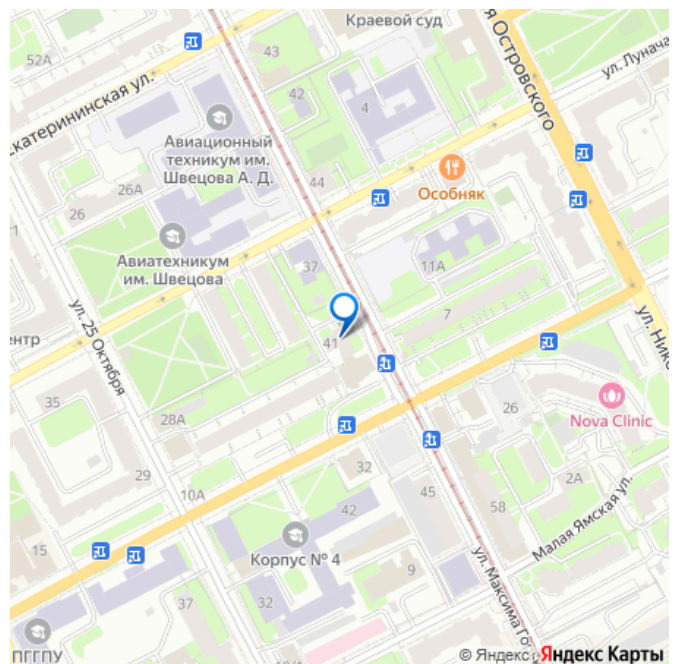 Краевой суд
я Островского
52А
43
ул. Лунача
катерининская ул.
42
4
Авиационный
техникум им.
Швецова А. Д.
44
26А
26
Особняк
Авиатехникум
им. Швецова
37
11А
7
ул. 25 Октября
ентр
41
ул. Нико
35
28А
26
Nova Clinic
29
32
10А
45
2А
42
58
Малая Ямская ул.
15
Корпус № 4
9
37
32
ул. Максима Го
ПГГПУ
© Яндекс
Яндекс Карты